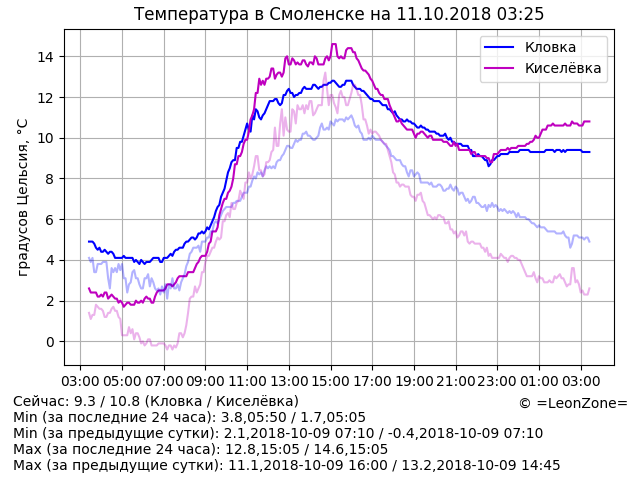 Температура в Смоленске на 11.10.2018 03:25
Кловка
Киселёвка
градусов Цельсия, °C
14
12
10
8
6
4
2
0
03:00 05:00 07:00 09:00 11:00 13:00 15:00 17:00 19:00 21:00 23:00 01:00 03:00
Сейчас: 9.3 / 10.8 (Кловка / Киселёвка)
© =LeonZone=
Min (за последние 24 часа): 3.8,05:50 / 1.7,05:05
Min (за предыдущие сутки): 2.1,2018-10-09 07:10 / -0.4,2018-10-09 07:10
Max (за последние 24 часа): 12.8,15:05 / 14.6,15:05
Max (за предыдущие сутки): 11.1,2018-10-09 16:00 / 13.2,2018-10-09 14:45